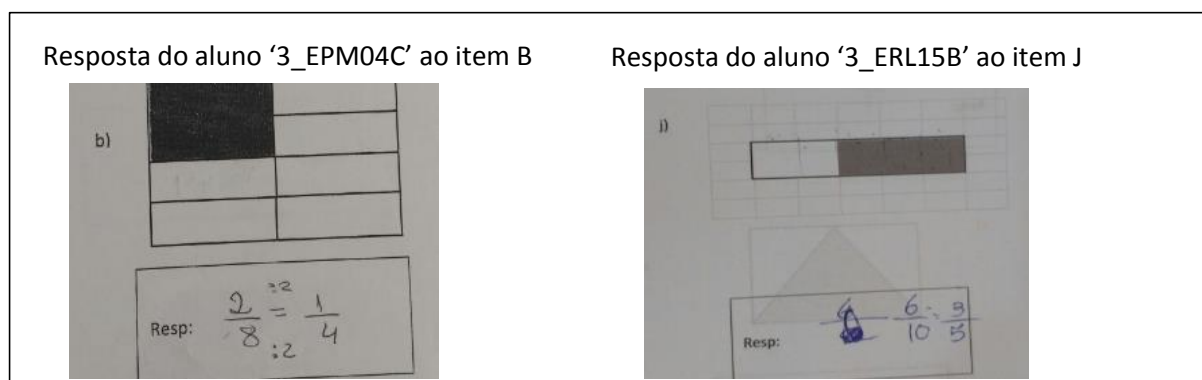 Resposta do aluno '3_EPM04C' ao item B
Resposta do aluno '3_ERL15B' ao item J
b)
Resp: 2/8 :2 = :2 1/4
j)
Resp: 6/10 = 3/5